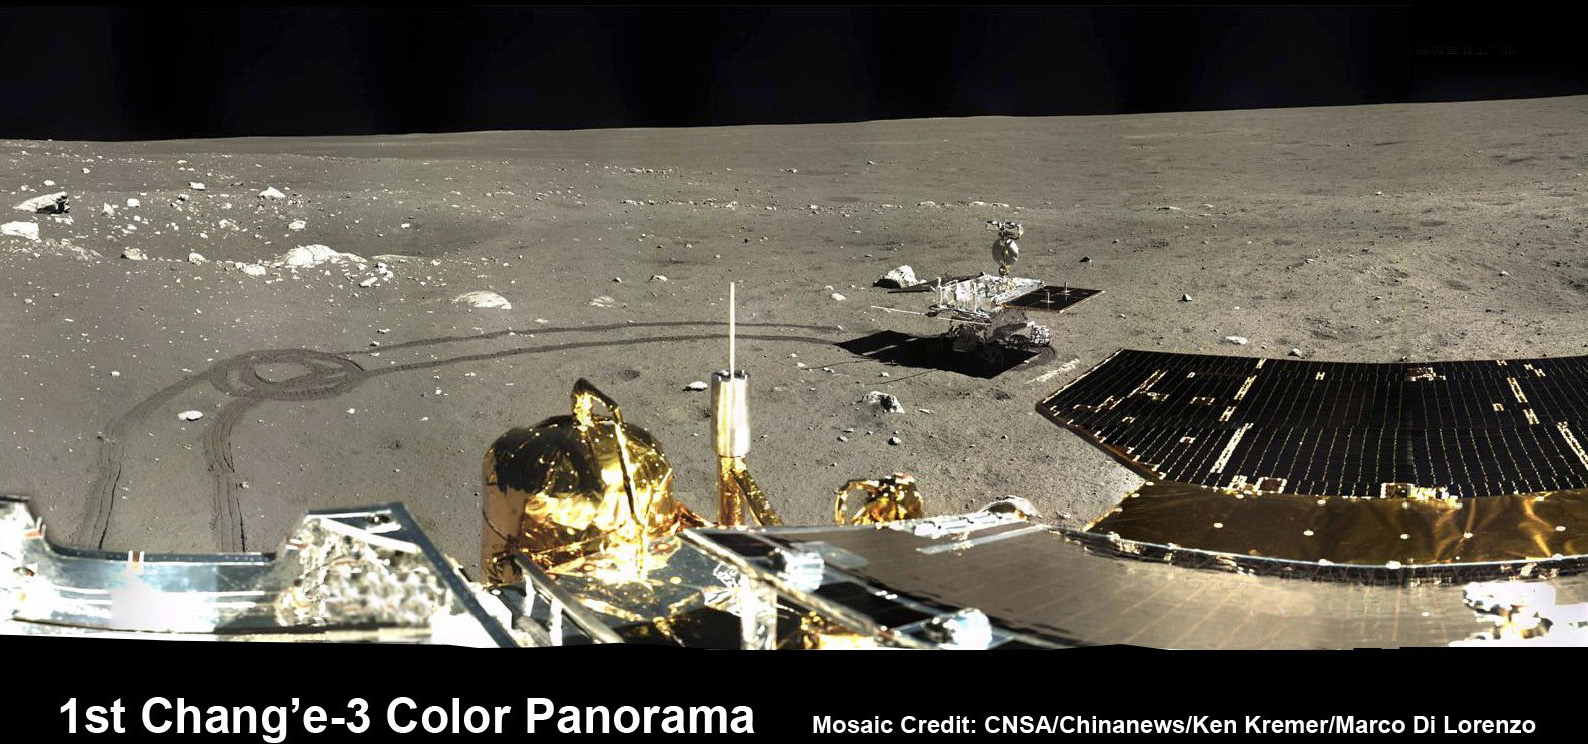 1st Chang’e-3 Color Panorama
Mosaic Credit: CNSA/Chinanews/Ken Kremer/Marco Di Lorenzo